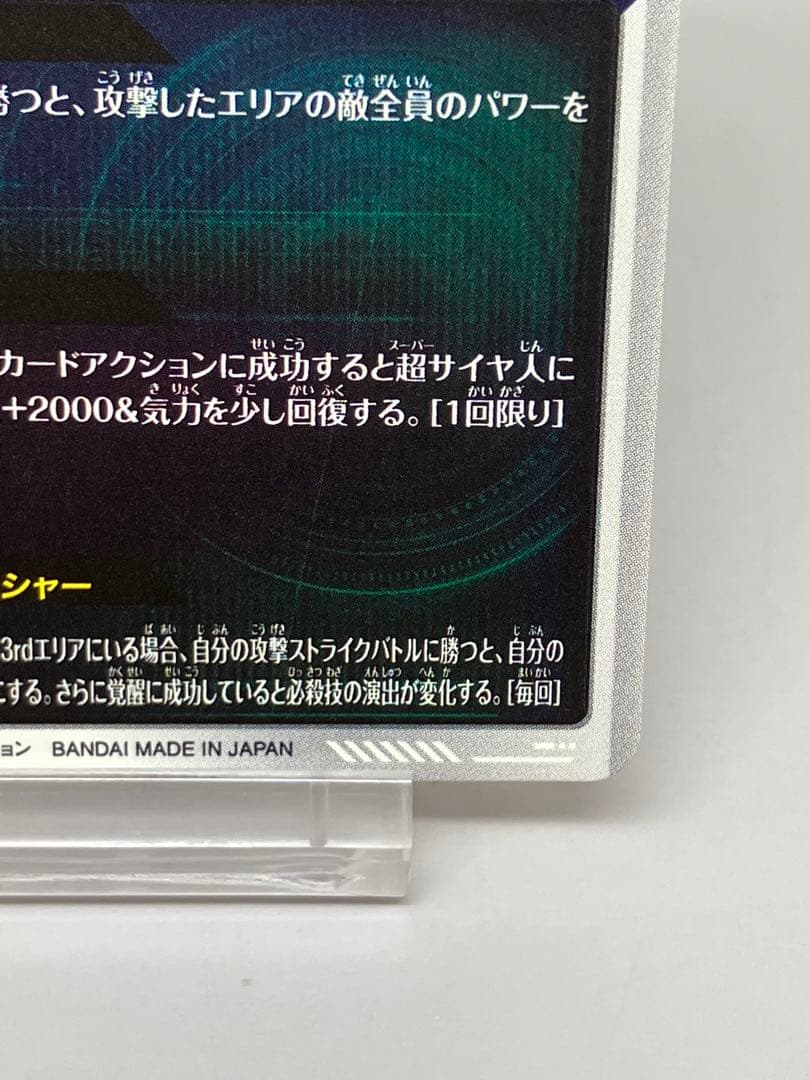 勝つと、攻撃したエリアの敵全員のパワーを
カードアクションに成功すると超サイヤ人に
+2000&気力を少し回復する。[1回限り]
シャー
3rdエリアにいる場合、自分の攻撃ストライクバトルに勝つと、自分の
にする。さらに覚醒に成功していると必殺技の演出が変化する。[毎回]
ョン BANDAI MADE IN JAPAN